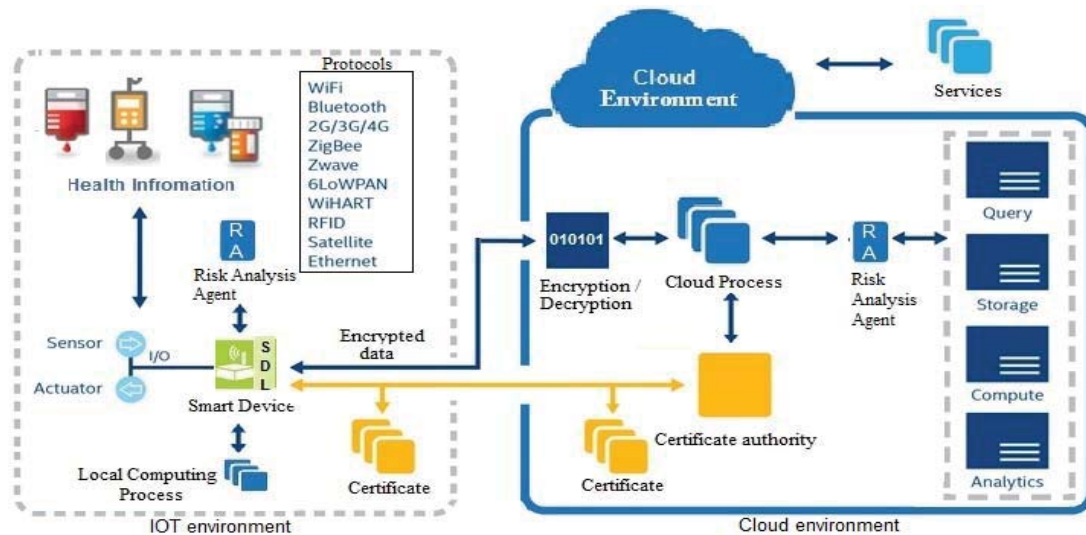 Protocols
WiFi
Bluetooth
2G/3G/4G
ZigBee
Zwave
6LoWPAN
WiHART
RFID
Satellite
Ethernet
Health Infromation
R
A
Risk Analysis
Agent
Sensor
I/O
Actuator
S
D
L
Smart Device
Local Computing
Process
IOT environment
Encrypted
data
Certificate
Cloud
Environment
Services
010101
Encryption /
Decryption
Cloud Process
R
A
Risk
Analysis
Agent
Certificate authority
Certificate
Query
Storage
Compute
Analytics
Cloud environment